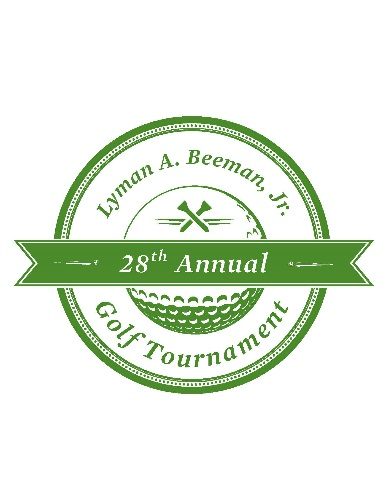 Lyman A. Beeman, Jr.
28th Annual
Golf Tournament